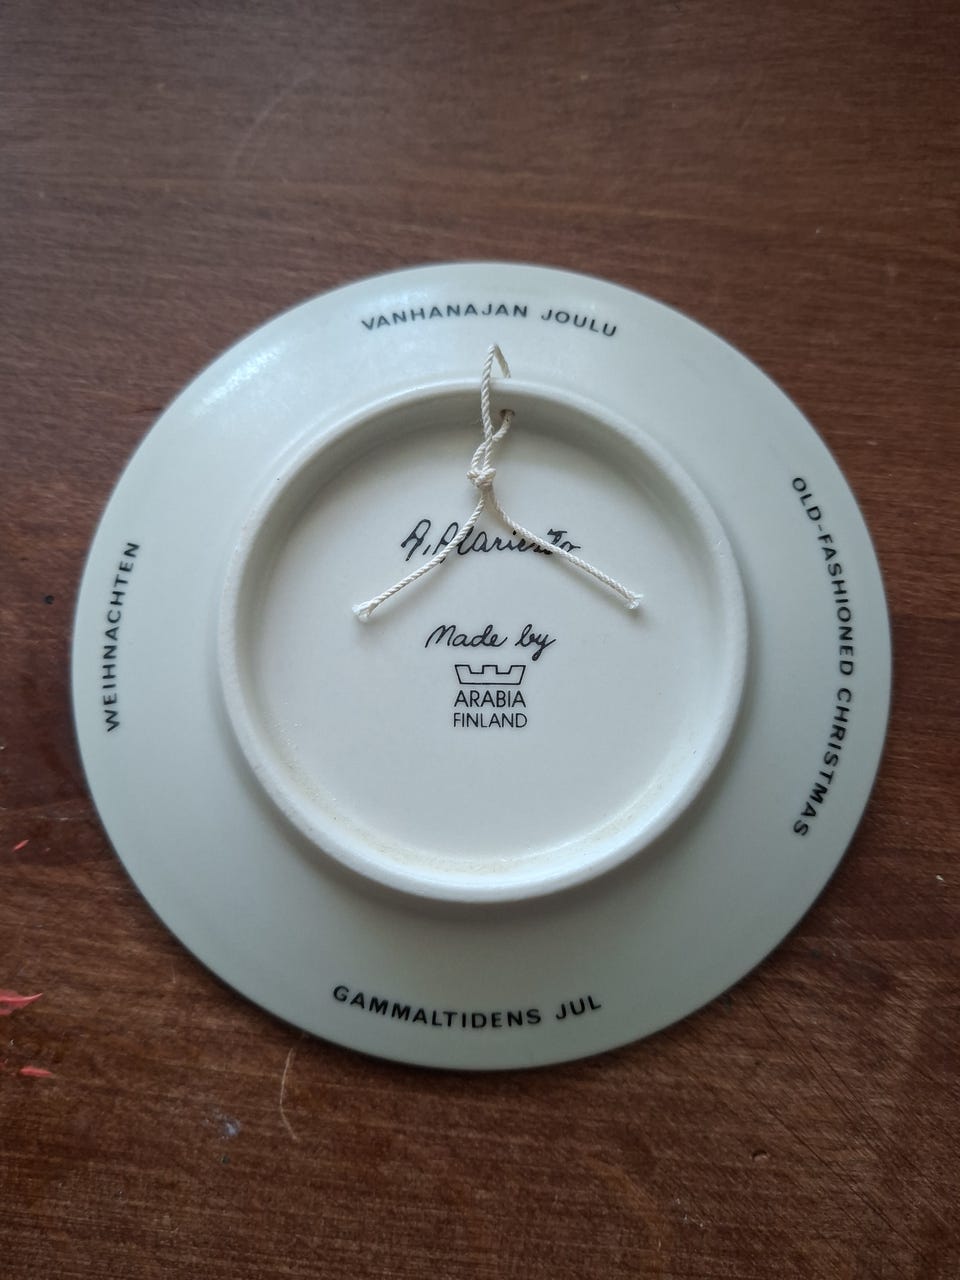 VANHANAJAN JOULU
OLD-FASHIONED CHRISTMAS
GAMMALTIDENS JUL
WEIHNACHTEN
Made by
ARABIA
FINLAND